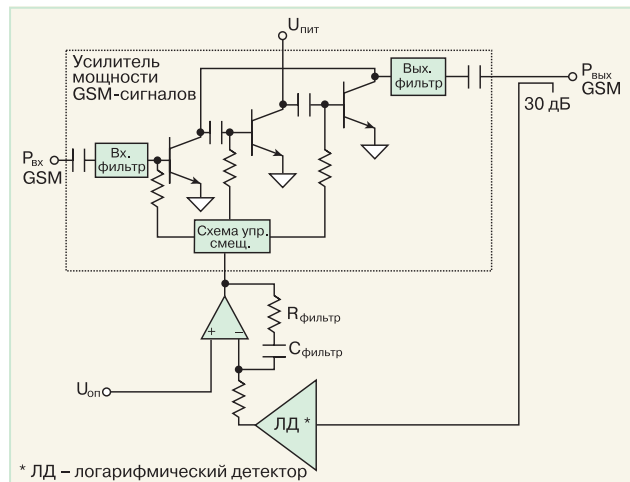 Uпит
Усилитель
мощности
GSM-сигналов
Вых.
фильтр
Pвых
GSM
30 дБ
Pвх
GSM
Вх.
фильтр
Схема упр.
смещ.
Rфильтр
Cфильтр
+
–
Uоп
ЛД *
* ЛД – логарифмический детектор